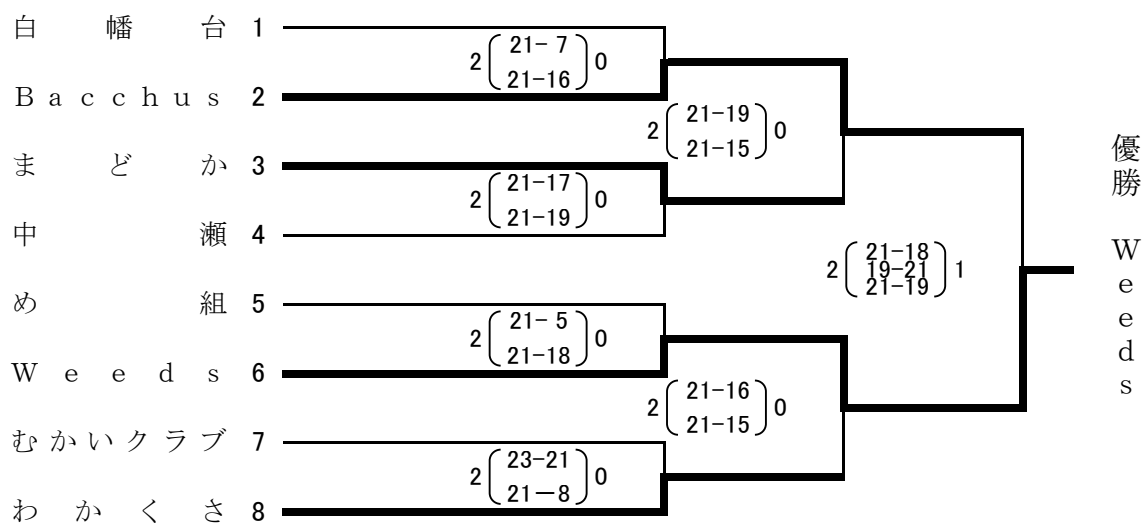 白幡台 1
2 21- 7 0
21-16
Bacchus 2
2 21-19 0
21-15
まどか 3
2 21-17 0
21-19
中瀬 4
2 21-18 1
19-21
21-19
め組 5
2 21- 5 0
21-18
Weeds 6
2 21-16 0
21-15
むかいクラブ 7
2 23-21 0
21-8
わかくさ 8
優勝 Weeds